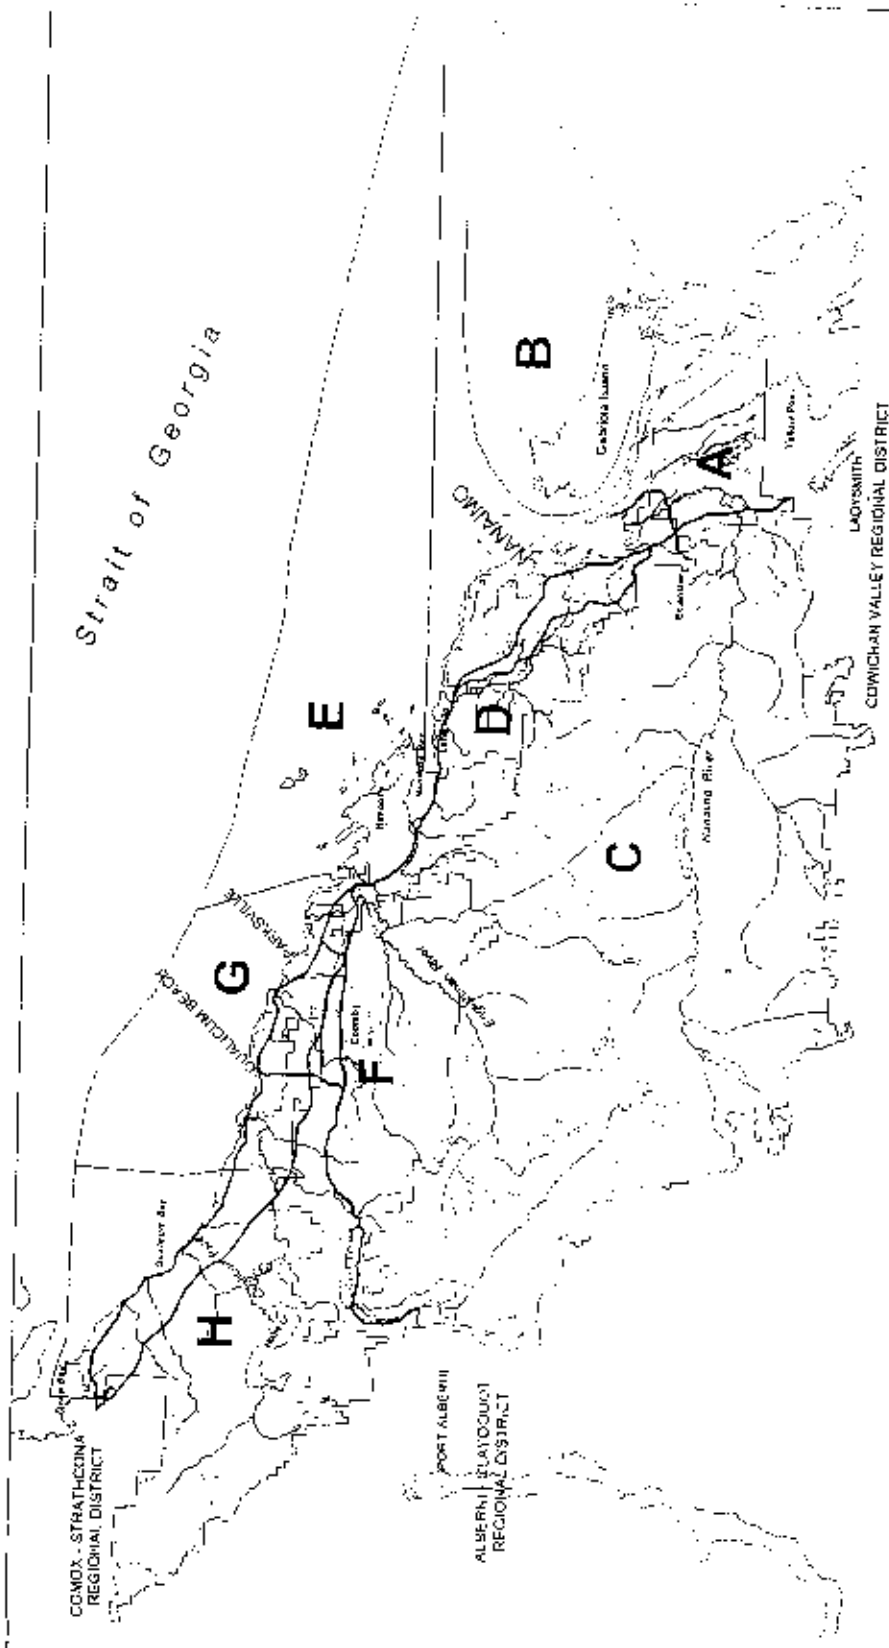 Strait of Georgia
COMOX - STRATHCONA
REGIONAL DISTRICT
H
G
QUALICUM BEACH
PARKSVILLE
E
F
Coombs
Englishman River
PORT ALBERNI
ALBERNI - CLAYOQUOT
REGIONAL DISTRICT
C
D
NANAIMO
B
Gabriola Island
A
Nanaimo River
LADYSMITH
COWICHAN VALLEY REGIONAL DISTRICT